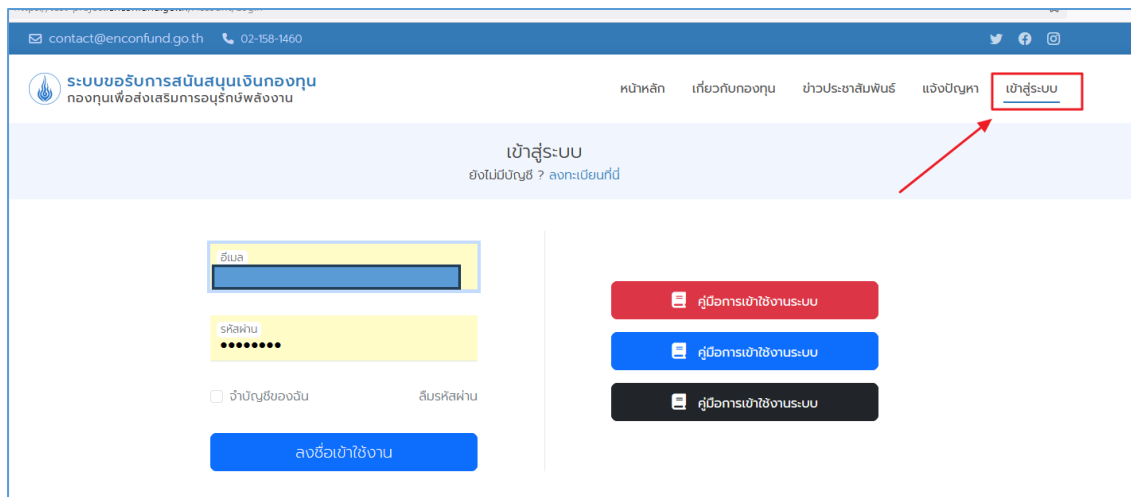 contact@enconfund.go.th 02-158-1460
ระบบขอรับการสนันสนุนเงินกองทุน
กองทุนเพื่อส่งเสริมการอนุรักษ์พลังงาน
หน้าหลัก เกี่ยวกับกองทุน ข่าวประชาสัมพันธ์ แจ้งปัญหา เข้าสู่ระบบ
เข้าสู่ระบบ
ยังไม่มีบัญชี ? ลงทะเบียนที่นี่
อีเมล
รหัสผ่าน
••••••••
จำบัญชีของฉัน ลืมรหัสผ่าน
ลงชื่อเข้าใช้งาน
คู่มือการเข้าใช้งานระบบ
คู่มือการเข้าใช้งานระบบ
คู่มือการเข้าใช้งานระบบ